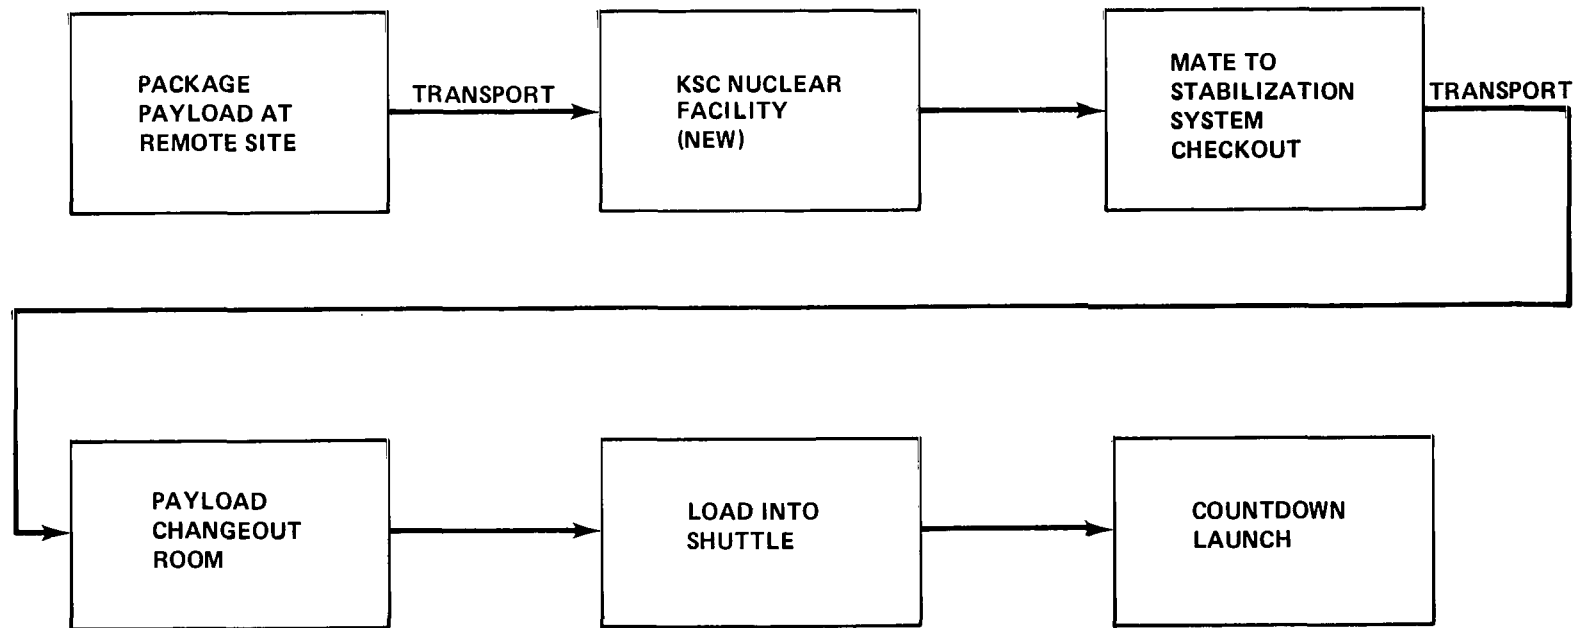 PACKAGE
PAYLOAD AT
REMOTE SITE
TRANSPORT
KSC NUCLEAR
FACILITY
(NEW)
MATE TO
STABILIZATION
SYSTEM
CHECKOUT
TRANSPORT
PAYLOAD
CHANGEOUT
ROOM
LOAD INTO
SHUTTLE
COUNTDOWN
LAUNCH